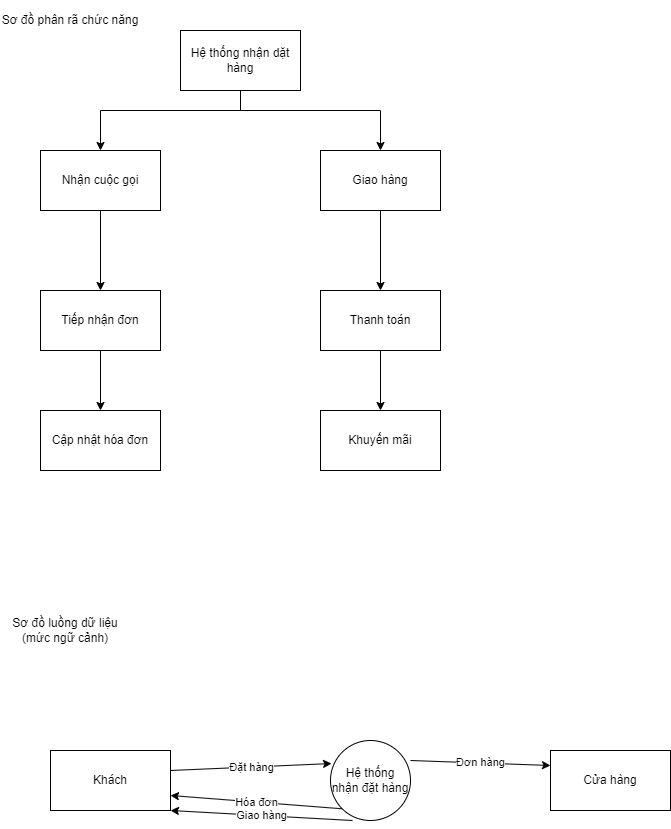 Sơ đồ phân rã chức năng
Hệ thống nhận dặt
hàng
Nhận cuộc gọi
Giao hàng
Tiếp nhận đơn
Thanh toán
Cập nhật hóa đơn
Khuyến mãi
Sơ đồ luồng dữ liệu
(mức ngữ cảnh)
Khách
Đặt hàng
Hệ thống
nhận đặt hàng
Đơn hàng
Cửa hàng
Hóa đơn
Giao hàng